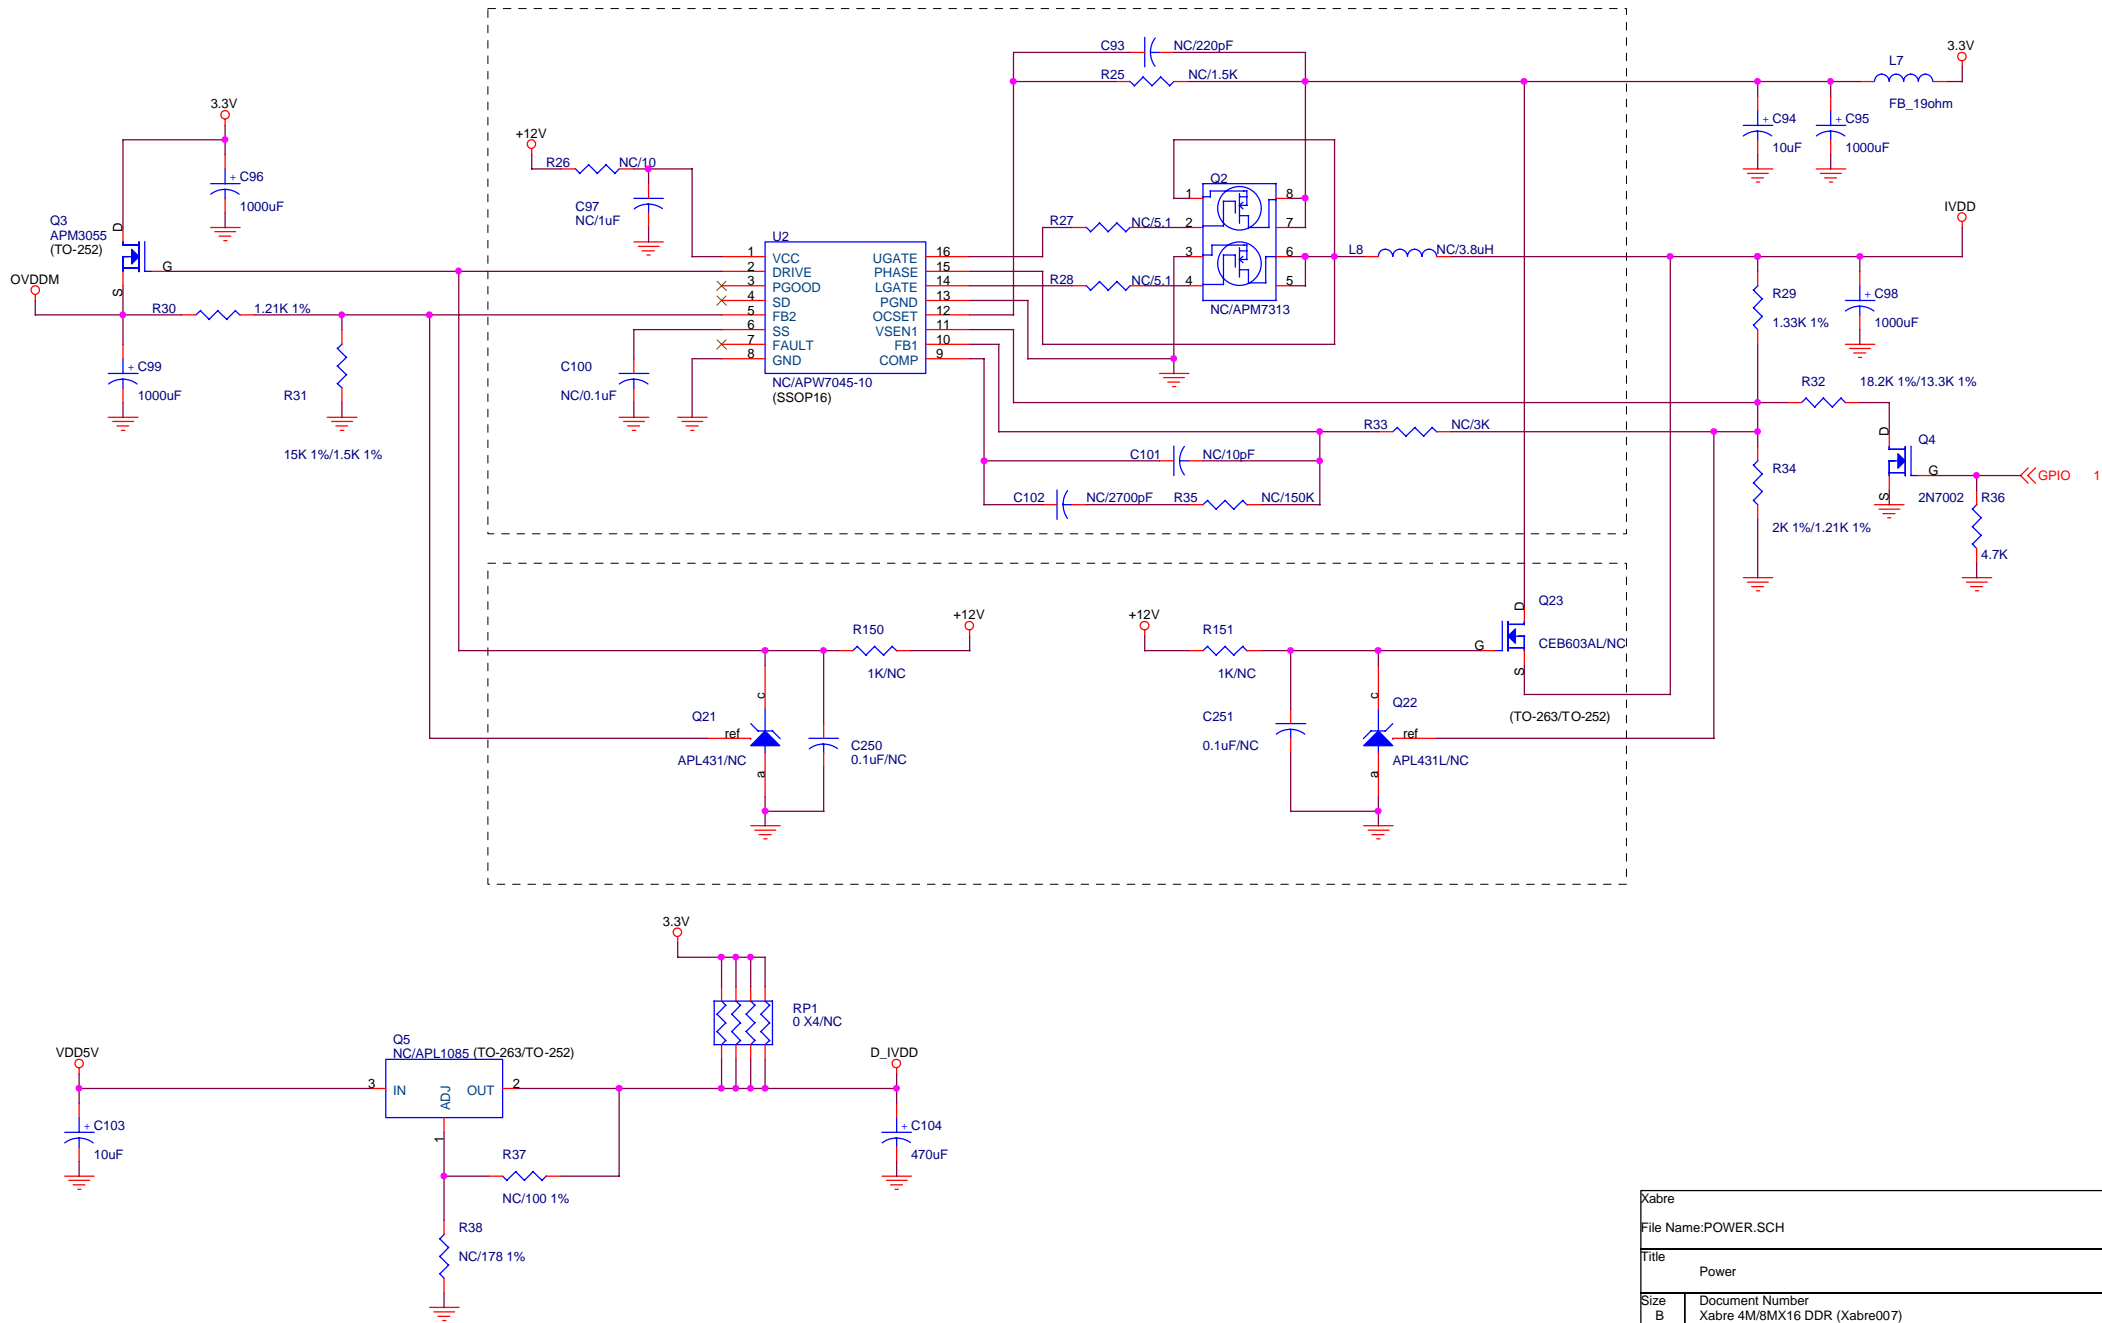 C93 NC/220pF
R25 NC/1.5K
3.3V
L7
FB_19ohm
+ C94
10uF
+ C95
1000uF
3.3V
+ C96
1000uF
+12V
R26 NC/10
C97
NC/1uF
Q3
APM3055
(TO-252)
D
G
S
OVDDM
R30 1.21K 1%
+ C99
1000uF
R31
15K 1%/1.5K 1%
C100
NC/0.1uF
U2
1 VCC
2 DRIVE
3 PGOOD
4 SD
5 FB2
6 SS
7 FAULT
8 GND
UGATE 16
PHASE 15
LGATE 14
PGND 13
OCSET 12
VSEN1 11
FB1 10
COMP 9
NC/APW7045-10
(SSOP16)
R27 NC/5.1
R28 NC/5.1
Q2
1 8
2 7
3 6
4 5
NC/APM7313
L8 NC/3.8uH
IVDD
R29
1.33K 1%
+ C98
1000uF
R32 18.2K 1%/13.3K 1%
R33 NC/3K
C101 NC/10pF
C102 NC/2700pF R35 NC/150K
R34
2K 1%/1.21K 1%
D
Q4
G
S
2N7002
GPIO 1
R36
4.7K
+12V
R150
1K/NC
Q21
c
ref
a
APL431/NC
C250
0.1uF/NC
+12V
R151
1K/NC
C251
0.1uF/NC
c
Q22
ref
a
APL431L/NC
D
Q23
G
CEB603AL/NC
S
(TO-263/TO-252)
3.3V
RP1
0 X4/NC
VDD5V
Q5
NC/APL1085 (TO-263/TO-252)
3 IN
ADJ
OUT 2
1
D_IVDD
+ C103
10uF
+ C104
470uF
R37
NC/100 1%
R38
NC/178 1%
Xabre
File Name:POWER.SCH
Title
Power
Size
B
Document Number
Xabre 4M/8MX16 DDR (Xabre007)